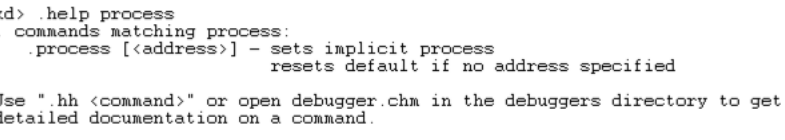 kd> .help process
. commands matching process:
.process [<address>] - sets implicit process
resets default if no address specified
Use ".hh <command>" or open debugger.chm in the debuggers directory to get
detailed documentation on a command.